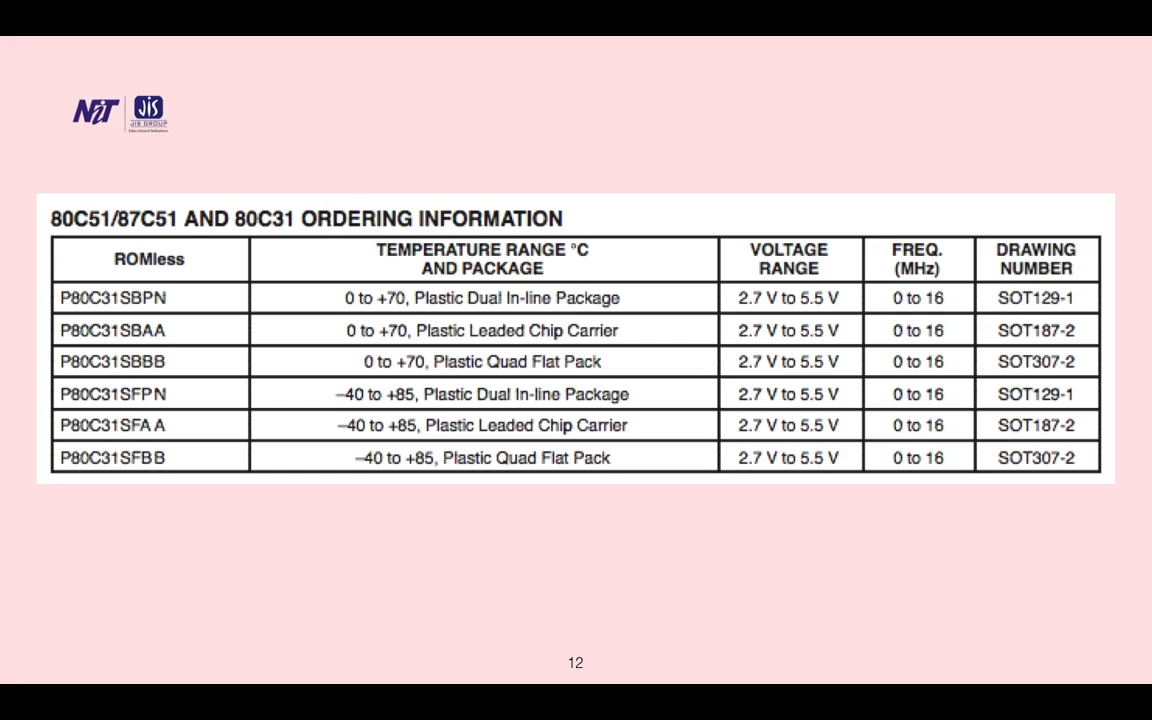 NiT JIS
JIS GROUP
Educational Initiatives
80C51/87C51 AND 80C31 ORDERING INFORMATION
ROMless TEMPERATURE RANGE °C AND PACKAGE VOLTAGE RANGE FREQ. (MHz) DRAWING NUMBER
P80C31SBPN 0 to +70, Plastic Dual In-line Package 2.7 V to 5.5 V 0 to 16 SOT129-1
P80C31SBAA 0 to +70, Plastic Leaded Chip Carrier 2.7 V to 5.5 V 0 to 16 SOT187-2
P80C31SBBB 0 to +70, Plastic Quad Flat Pack 2.7 V to 5.5 V 0 to 16 SOT307-2
P80C31SFPN –40 to +85, Plastic Dual In-line Package 2.7 V to 5.5 V 0 to 16 SOT129-1
P80C31SFA A –40 to +85, Plastic Leaded Chip Carrier 2.7 V to 5.5 V 0 to 16 SOT187-2
P80C31SFB B –40 to +85, Plastic Quad Flat Pack 2.7 V to 5.5 V 0 to 16 SOT307-2
12